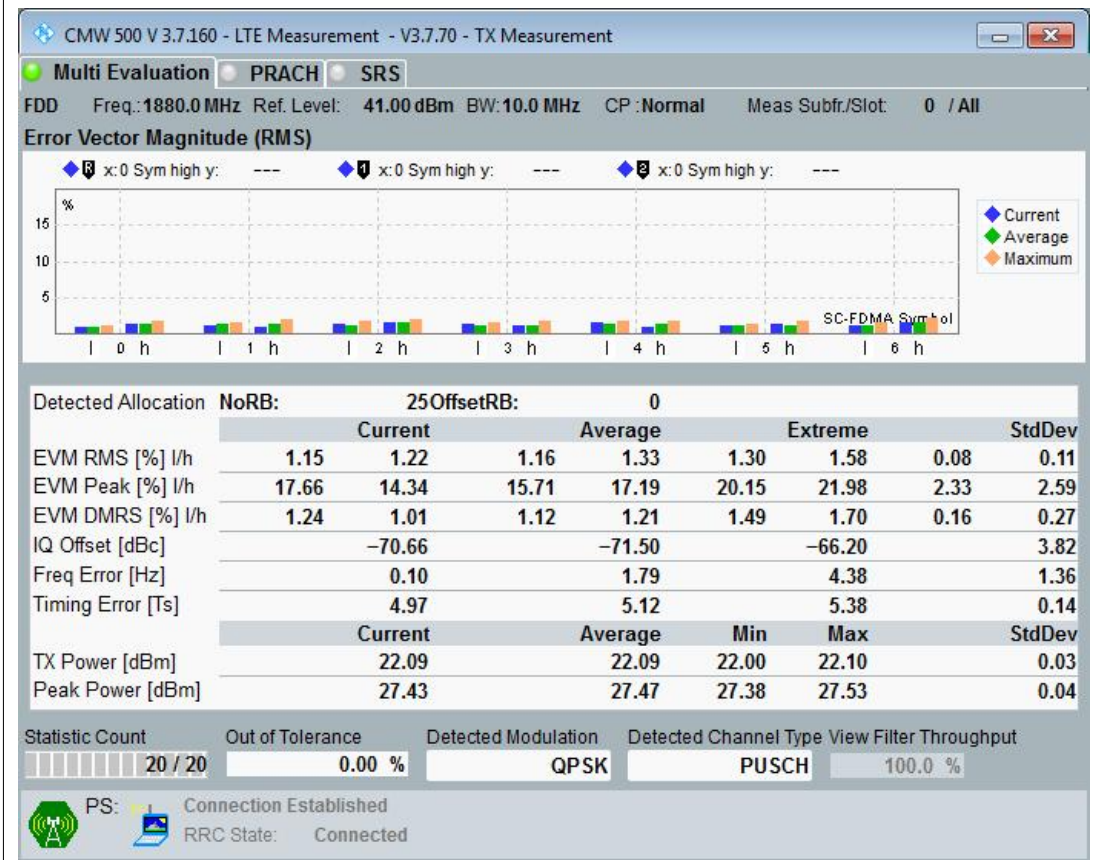 CMW 500 V 3.7.160 - LTE Measurement - V3.7.70 - TX Measurement
Multi Evaluation PRACH SRS
FDD Freq.: 1880.0 MHz Ref. Level: 41.00 dBm BW: 10.0 MHz CP : Normal Meas Subfr./Slot: 0 / All
Error Vector Magnitude (RMS)
R x: 0 Sym high y: --- 1 x: 0 Sym high y: --- 2 x: 0 Sym high y: ---
%
15
10
5
Current
Average
Maximum
SC-FDMA Symbol
l 0 h l 1 h l 2 h l 3 h l 4 h l 5 h l 6 h
Detected Allocation NoRB: 25 OffsetRB: 0
Current Average Extreme StdDev
EVM RMS [%] l/h 1.15 1.22 1.16 1.33 1.30 1.58 0.08 0.11
EVM Peak [%] l/h 17.66 14.34 15.71 17.19 20.15 21.98 2.33 2.59
EVM DMRS [%] l/h 1.24 1.01 1.12 1.21 1.49 1.70 0.16 0.27
IQ Offset [dBc] −70.66 −71.50 −66.20 3.82
Freq Error [Hz] 0.10 1.79 4.38 1.36
Timing Error [Ts] 4.97 5.12 5.38 0.14
Current Average Min Max StdDev
TX Power [dBm] 22.09 22.09 22.00 22.10 0.03
Peak Power [dBm] 27.43 27.47 27.38 27.53 0.04
Statistic Count Out of Tolerance Detected Modulation Detected Channel Type View Filter Throughput
20 / 20 0.00 % QPSK PUSCH 100.0 %
PS: Connection Established
RRC State: Connected